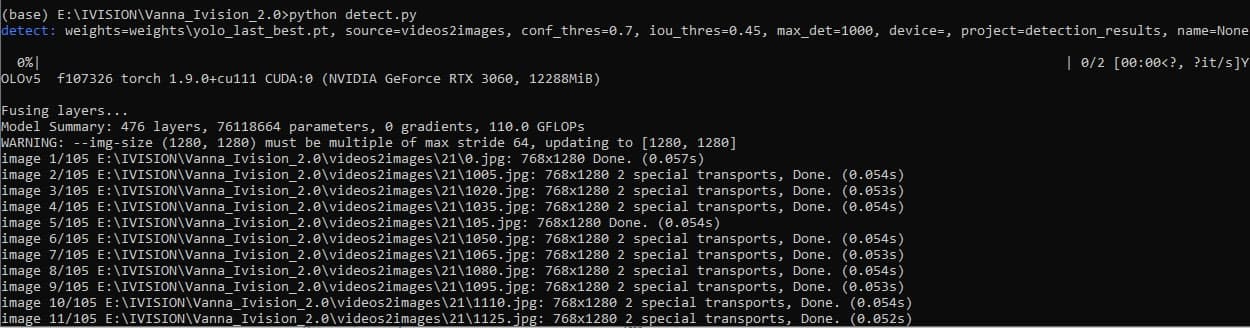 (base) E:\IVISION\Vanna_Ivision_2.0>python detect.py
detect: weights=weights\yolo_last_best.pt, source=videos2images, conf_thres=0.7, iou_thres=0.45, max_det=1000, device=, project=detection_results, name=None
0%| | 0/2 [00:00<?, ?it/s]Y
OLOv5 f107326 torch 1.9.0+cu111 CUDA:0 (NVIDIA GeForce RTX 3060, 12288MiB)
Fusing layers...
Model Summary: 476 layers, 76118664 parameters, 0 gradients, 110.0 GFLOPs
WARNING: --img-size (1280, 1280) must be multiple of max stride 64, updating to [1280, 1280]
image 1/105 E:\IVISION\Vanna_Ivision_2.0\videos2images\21\0.jpg: 768x1280 Done. (0.057s)
image 2/105 E:\IVISION\Vanna_Ivision_2.0\videos2images\21\1005.jpg: 768x1280 2 special transports, Done. (0.054s)
image 3/105 E:\IVISION\Vanna_Ivision_2.0\videos2images\21\1020.jpg: 768x1280 2 special transports, Done. (0.053s)
image 4/105 E:\IVISION\Vanna_Ivision_2.0\videos2images\21\1035.jpg: 768x1280 2 special transports, Done. (0.054s)
image 5/105 E:\IVISION\Vanna_Ivision_2.0\videos2images\21\105.jpg: 768x1280 Done. (0.054s)
image 6/105 E:\IVISION\Vanna_Ivision_2.0\videos2images\21\1050.jpg: 768x1280 2 special transports, Done. (0.054s)
image 7/105 E:\IVISION\Vanna_Ivision_2.0\videos2images\21\1065.jpg: 768x1280 2 special transports, Done. (0.053s)
image 8/105 E:\IVISION\Vanna_Ivision_2.0\videos2images\21\1080.jpg: 768x1280 2 special transports, Done. (0.054s)
image 9/105 E:\IVISION\Vanna_Ivision_2.0\videos2images\21\1095.jpg: 768x1280 2 special transports, Done. (0.053s)
image 10/105 E:\IVISION\Vanna_Ivision_2.0\videos2images\21\1110.jpg: 768x1280 2 special transports, Done. (0.054s)
image 11/105 E:\IVISION\Vanna_Ivision_2.0\videos2images\21\1125.jpg: 768x1280 2 special transports, Done. (0.052s)